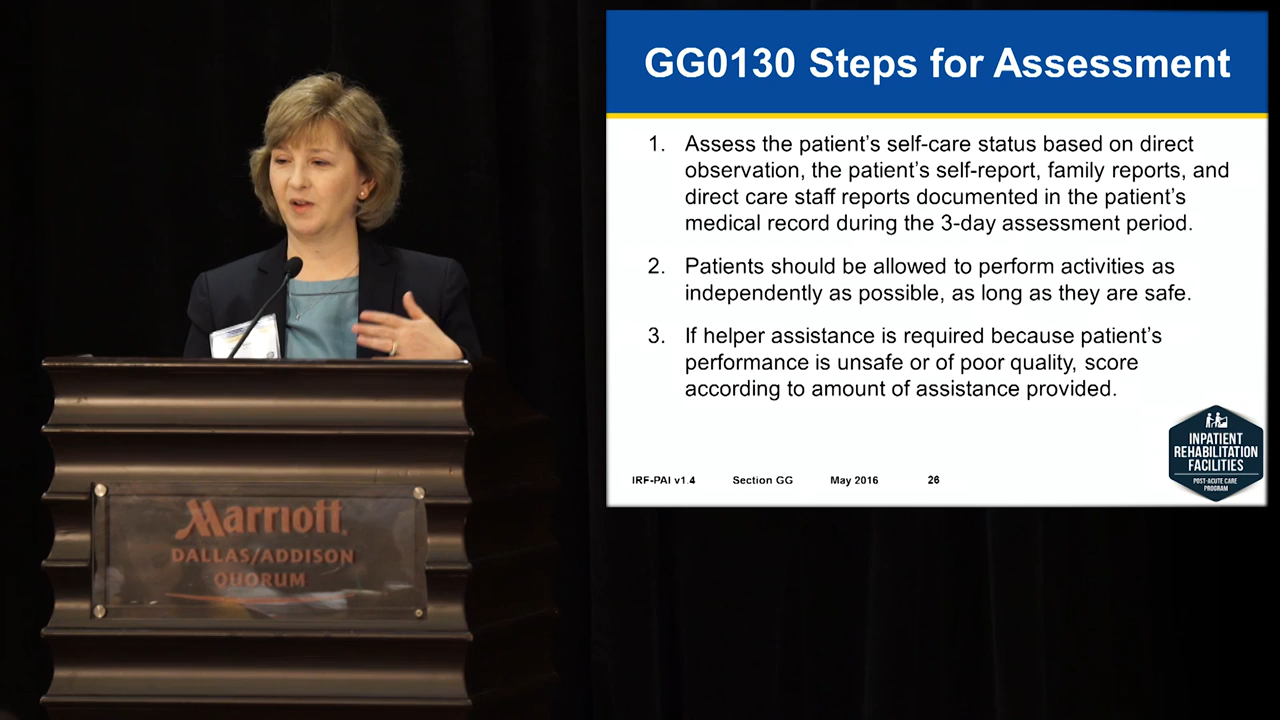 GG0130 Steps for Assessment
1. Assess the patient's self-care status based on direct
observation, the patient's self-report, family reports, and
direct care staff reports documented in the patient's
medical record during the 3-day assessment period.
2. Patients should be allowed to perform activities as
independently as possible, as long as they are safe.
3. If helper assistance is required because patient's
performance is unsafe or of poor quality, score
according to amount of assistance provided.
INPATIENT
REHABILITATION
FACILITIES
POST-ACUTE CARE
PROGRAM
IRF-PAI v1.4 Section GG May 2016 26
Marriott
DALLAS/ADDISON
QUORUM